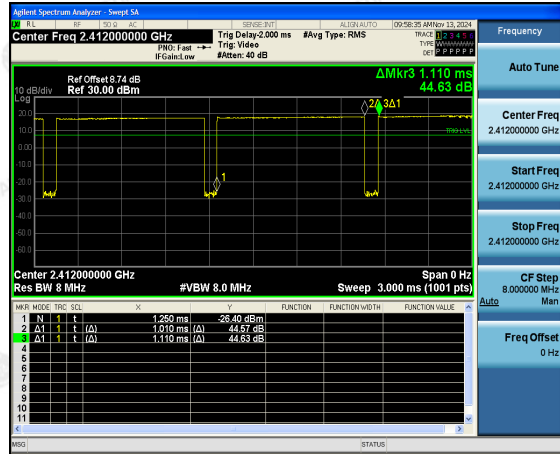 Agilent Spectrum Analyzer - Swept SA
RL RF 50 Ω AC SENSE:INT ALIGN AUTO 09:58:35 AM Nov 13, 2024
Center Freq 2.412000000 GHz
PNO: Fast
IFGain:Low
Trig Delay-2.000 ms
Trig: Video
#Atten: 40 dB
#Avg Type: RMS
TRACE 1 2 3 4 5 6
TYPE
DET P P P P P P
Ref Offset 8.74 dB
10 dB/div Ref 30.00 dBm
Log
ΔMkr3 1.110 ms
44.63 dB
20.0
10.0
0.00
-10.0
-20.0
-30.0
-40.0
-50.0
-60.0
2Δ 3Δ1
TRIG LVL
1
Center 2.412000000 GHz Span 0 Hz
Res BW 8 MHz #VBW 8.0 MHz Sweep 3.000 ms (1001 pts)
MKR MODE TRC SCL X Y FUNCTION FUNCTION WIDTH FUNCTION VALUE
1 N 1 t 1.250 ms -26.40 dBm
2 Δ1 1 t (Δ) 1.010 ms (Δ) 44.57 dB
3 Δ1 1 t (Δ) 1.110 ms (Δ) 44.63 dB
4
5
6
7
8
9
10
11
MSG STATUS
Frequency
Auto Tune
Center Freq
2.412000000 GHz
Start Freq
2.412000000 GHz
Stop Freq
2.412000000 GHz
CF Step
8.000000 MHz
Auto Man
Freq Offset
0 Hz